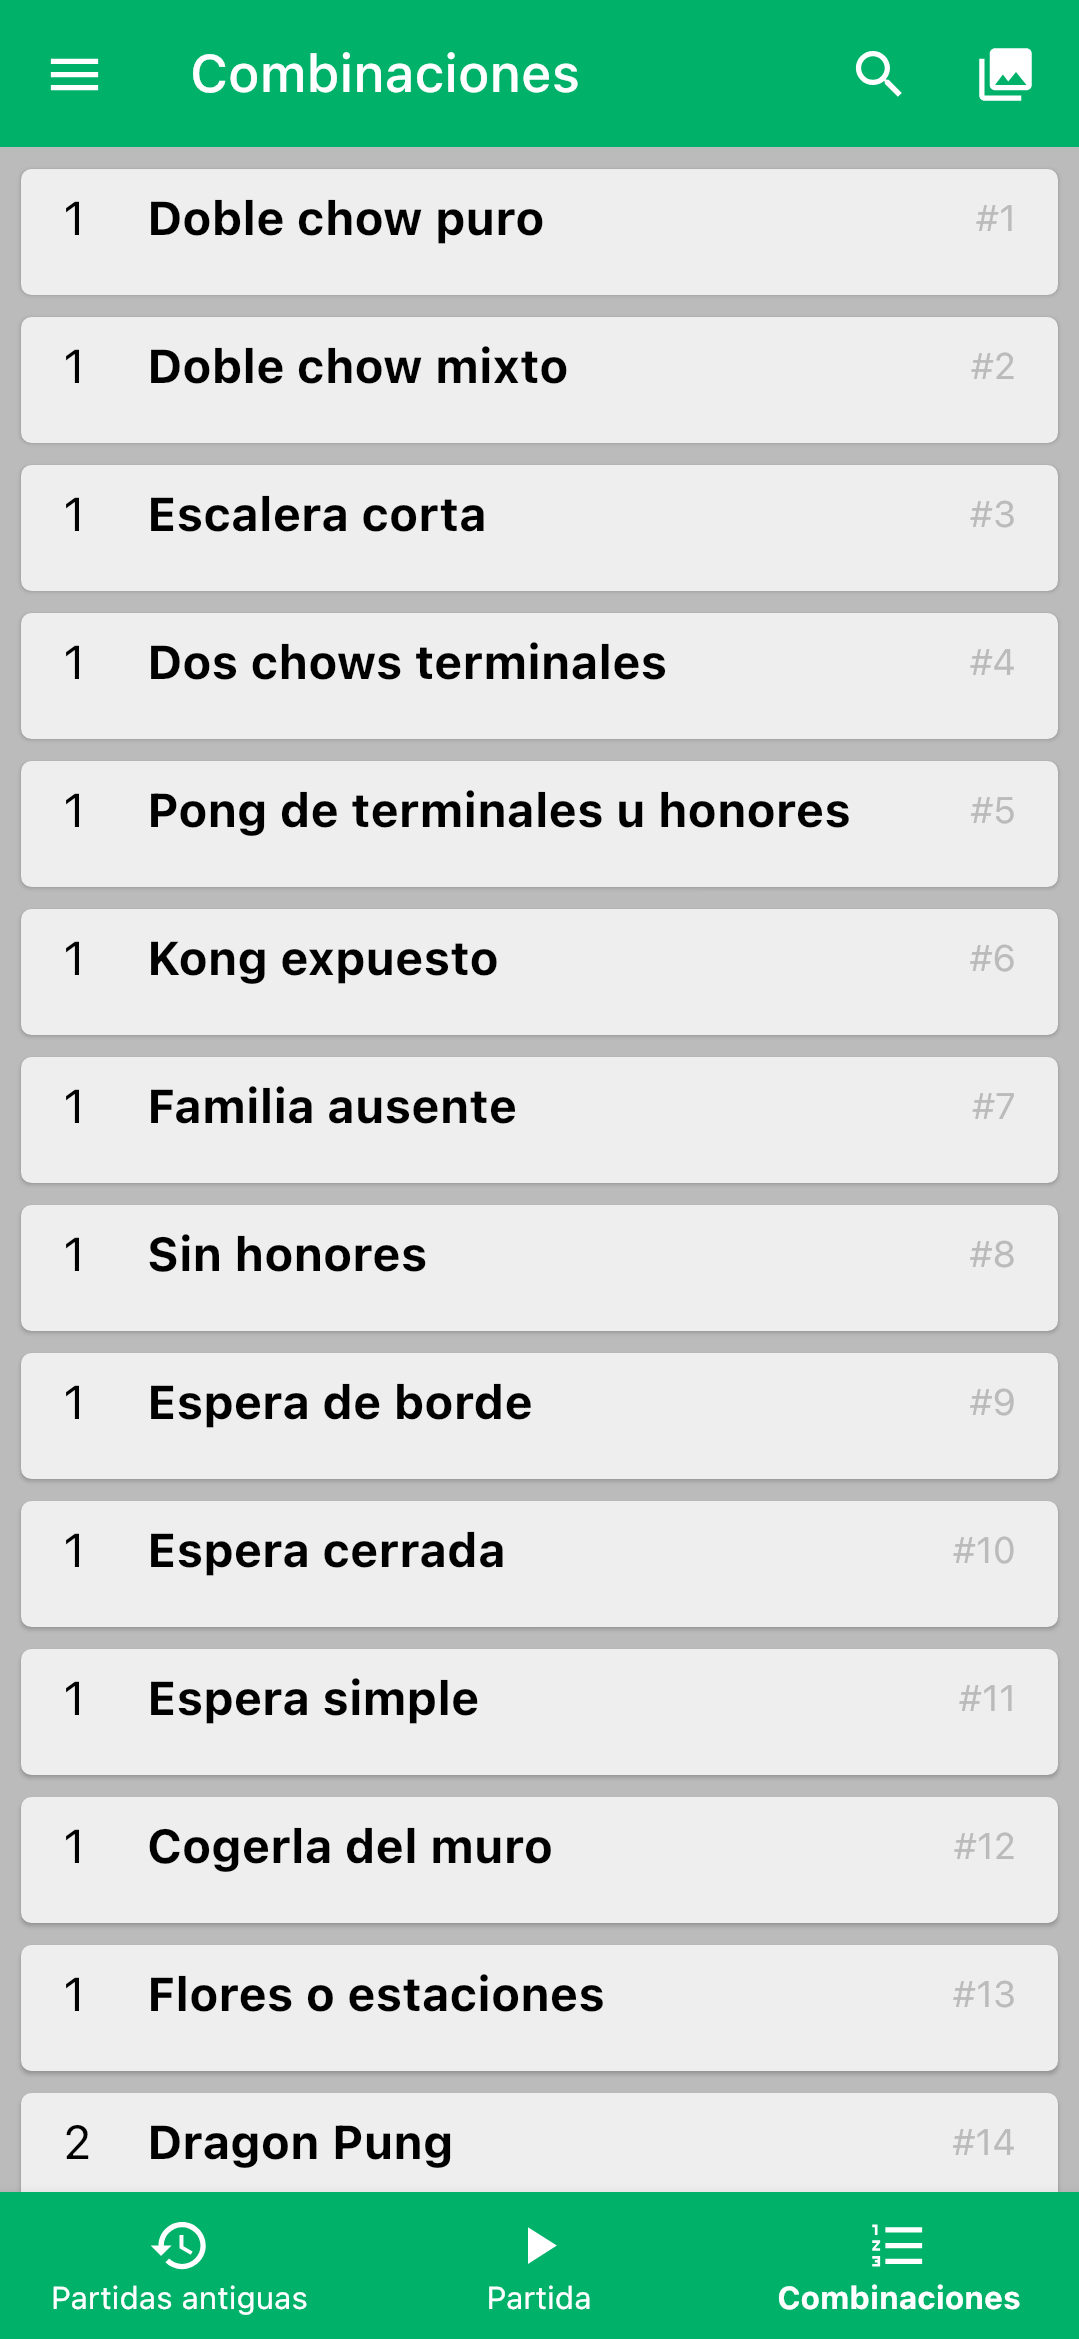 Combinaciones
1 Doble chow puro #1
1 Doble chow mixto #2
1 Escalera corta #3
1 Dos chows terminales #4
1 Pong de terminales u honores #5
1 Kong expuesto #6
1 Familia ausente #7
1 Sin honores #8
1 Espera de borde #9
1 Espera cerrada #10
1 Espera simple #11
1 Cogerla del muro #12
1 Flores o estaciones #13
2 Dragon Pung #14
Partidas antiguas Partida Combinaciones